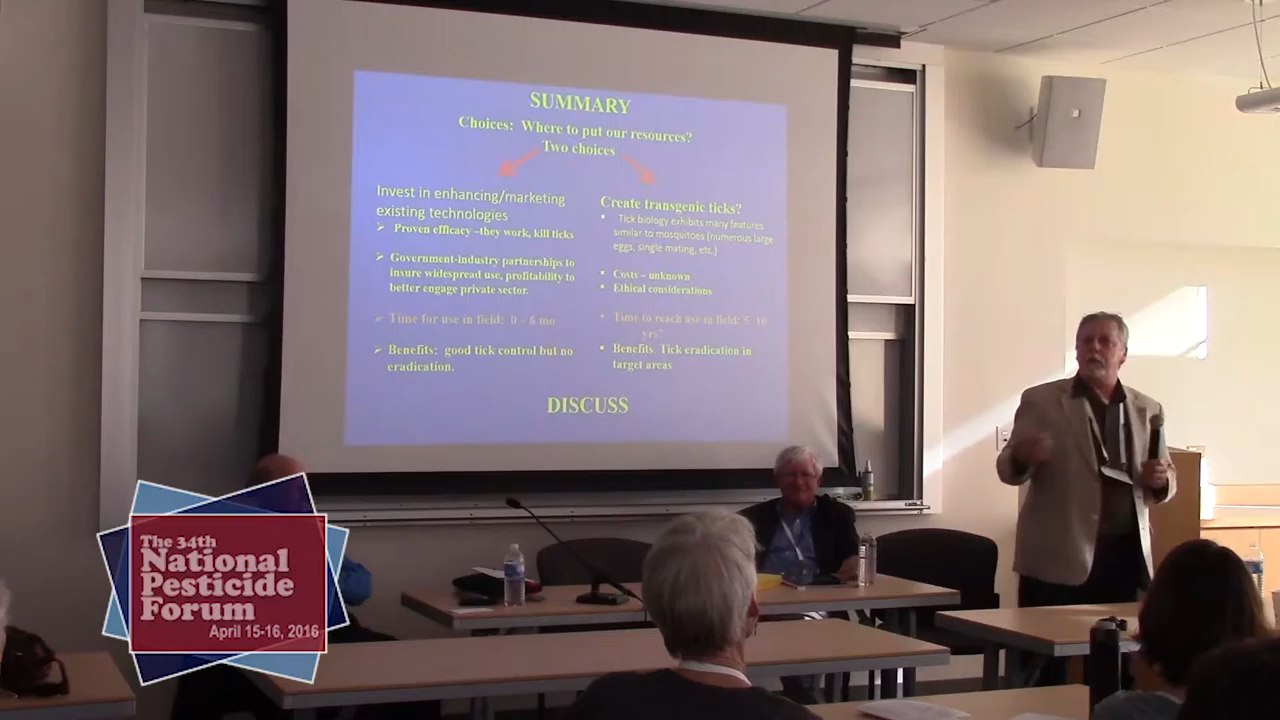 SUMMARY
Choices: Where to put our resources?
Two choices
Invest in enhancing/marketing
existing technologies
➢ Proven efficacy –they work, kill ticks
➢ Government-industry partnerships to
insure widespread use, profitability to
better engage private sector.
➢ Time for use in field: 0 – 6 mo
➢ Benefits: good tick control but no
eradication.
Create transgenic ticks?
• Tick biology exhibits many features
similar to mosquitoes (numerous large
eggs, single mating, etc.)
• Costs – unknown
• Ethical considerations
• Time to reach use in field: 5 -10
yrs?
• Benefits Tick eradication in
target areas
DISCUSS
The 34th
National
Pesticide
Forum
April 15-16, 2016